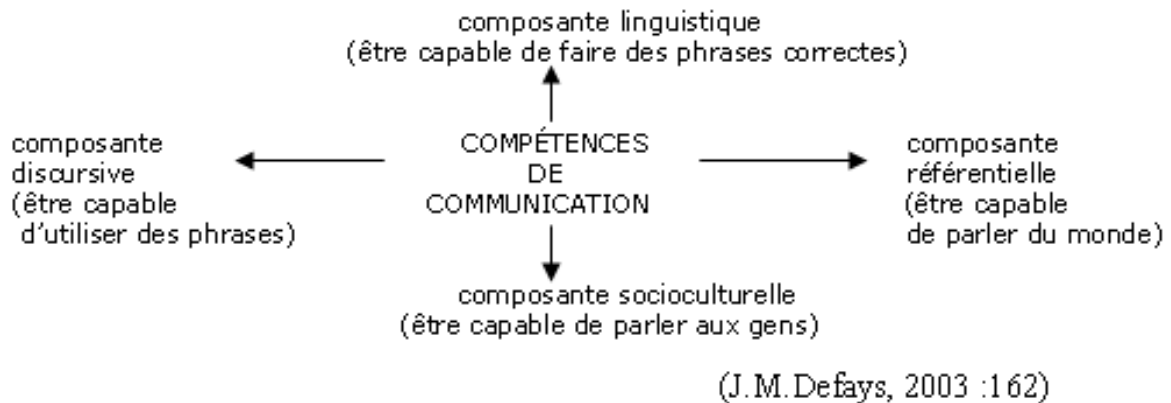 composante linguistique
(être capable de faire des phrases correctes)
composante
discursive
(être capable
d'utiliser des phrases)
COMPÉTENCES
DE
COMMUNICATION
composante
référentielle
(être capable
de parler du monde)
composante socioculturelle
(être capable de parler aux gens)
(J.M.Defays, 2003 :162)